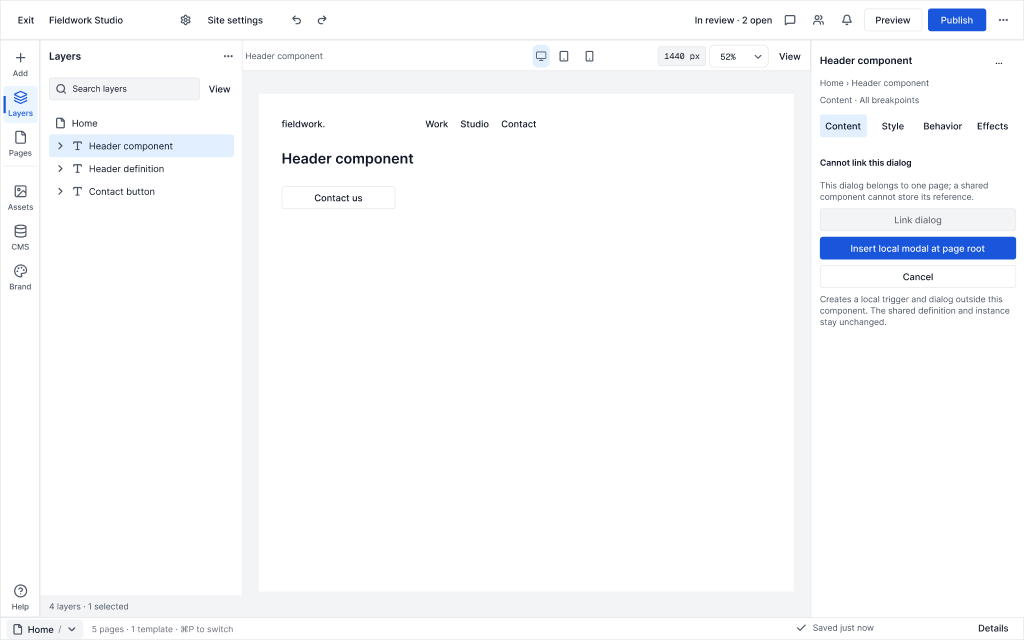 Exit Fieldwork Studio Site settings In review · 2 open Preview Publish ...
Add
Layers
Pages
Assets
CMS
Brand
Help
Layers ...
Search layers View
Home
Header component
Header definition
Contact button
4 layers · 1 selected
Header component 1440 px 52% View
fieldwork. Work Studio Contact
Header component
Contact us
Header component ...
Home › Header component
Content · All breakpoints
Content Style Behavior Effects
Cannot link this dialog
This dialog belongs to one page; a shared
component cannot store its reference.
Link dialog
Insert local modal at page root
Cancel
Creates a local trigger and dialog outside this
component. The shared definition and instance
stay unchanged.
Home / 5 pages · 1 template · ⌘P to switch Saved just now Details